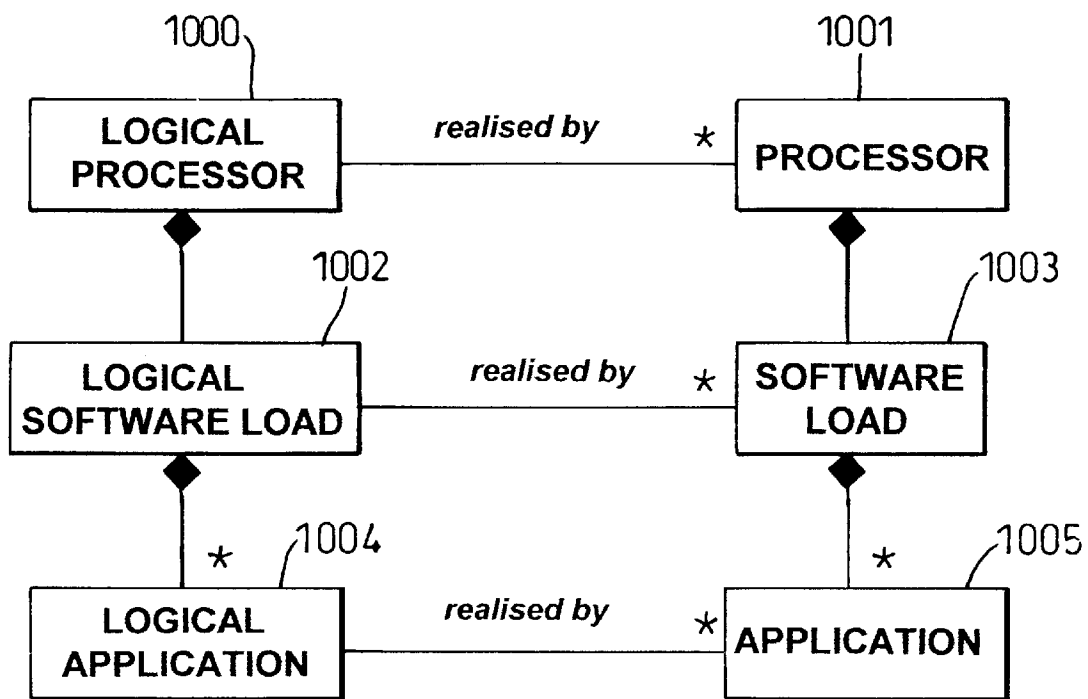 1000
1001
LOGICAL
PROCESSOR
realised by
*
PROCESSOR
1002
1003
LOGICAL
SOFTWARE LOAD
realised by
*
SOFTWARE
LOAD
*
1004
*
1005
LOGICAL
APPLICATION
realised by
*
APPLICATION